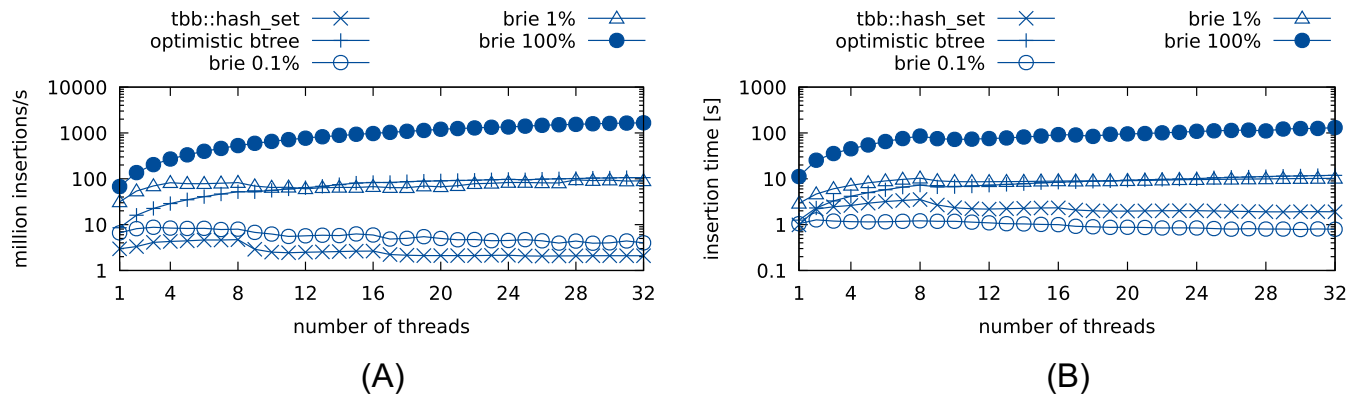 tbb::hash_set
optimistic btree
brie 0.1%
brie 1%
brie 100%
million insertions/s
10000
1000
100
10
1
1 4 8 12 16 20 24 28 32
number of threads
(A)
tbb::hash_set
optimistic btree
brie 0.1%
brie 1%
brie 100%
insertion time [s]
1000
100
10
1
0.1
1 4 8 12 16 20 24 28 32
number of threads
(B)